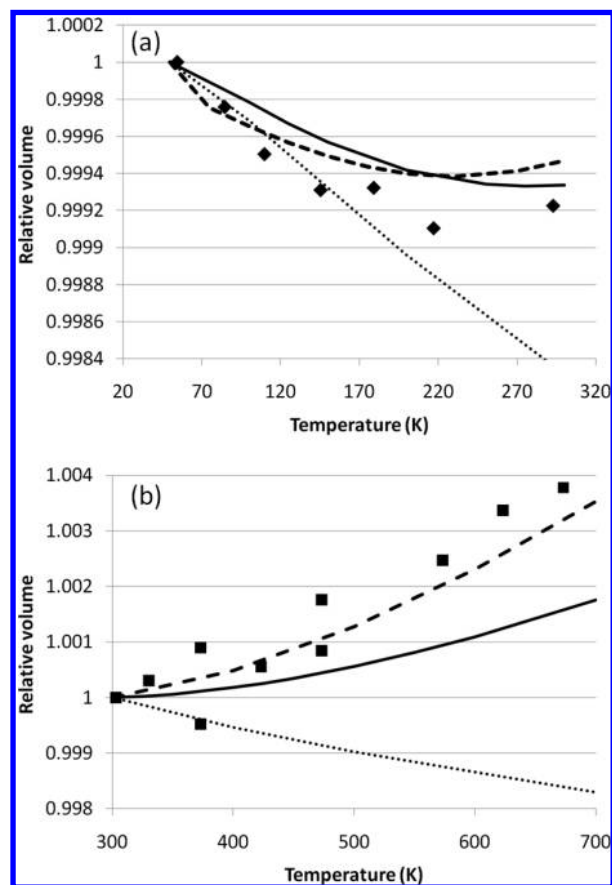 (a)
1.0002
1
0.9998
0.9996
0.9994
0.9992
0.999
0.9988
0.9986
0.9984
Relative volume
20 70 120 170 220 270 320
Temperature (K)
(b)
1.004
1.003
1.002
1.001
1
0.999
0.998
Relative volume
300 400 500 600 700
Temperature (K)